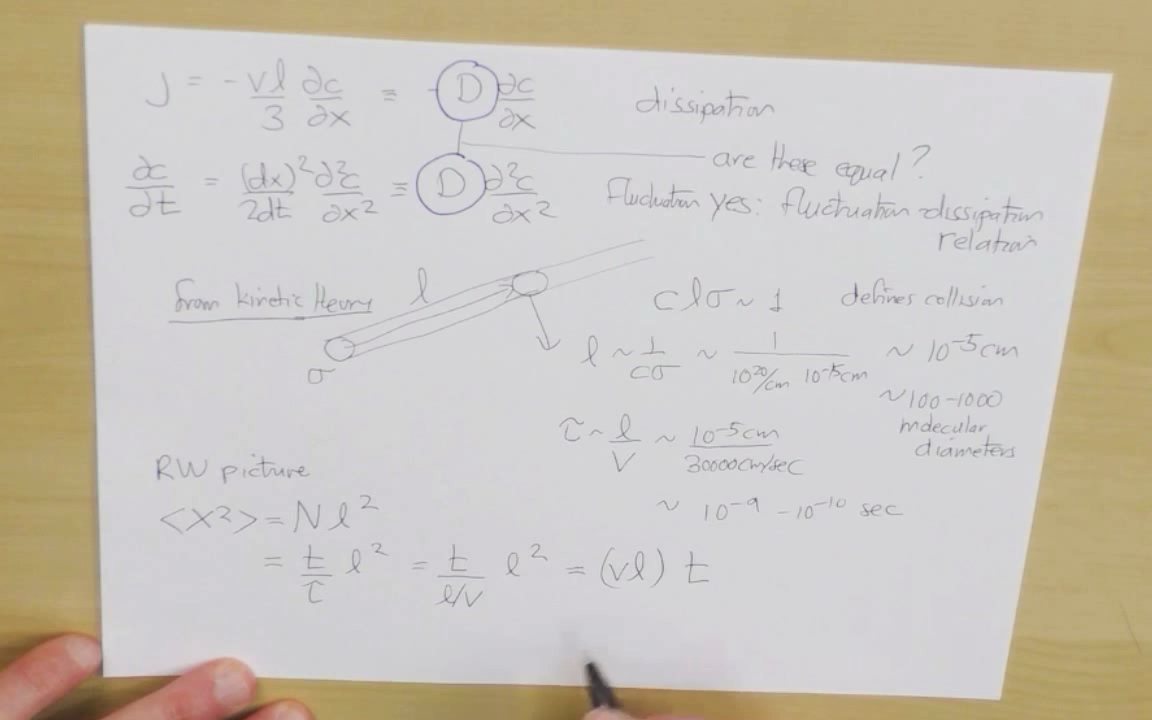 J = -vl/3 ∂c/∂x = -D ∂c/∂x
dissipation
are these equal?
∂c/∂t = (dx)²/2dt ∂²c/∂x² = D ∂²c/∂x²
Fluctuation yes: fluctuation-dissipation
relation
from kinetic theory
l
σ
clσ ~ 1 defines collision
l ~ 1/cσ ~ 1/10²⁰/cm 10⁻¹⁵cm ~ 10⁻⁵cm
~100-1000
molecular
diameters
τ ~ l/v ~ 10⁻⁵cm/30000cm/sec
~ 10⁻⁹ - 10⁻¹⁰ sec
RW picture
<x²> = Nl²
= t/τ l² = t/l/v l² = (vl) t